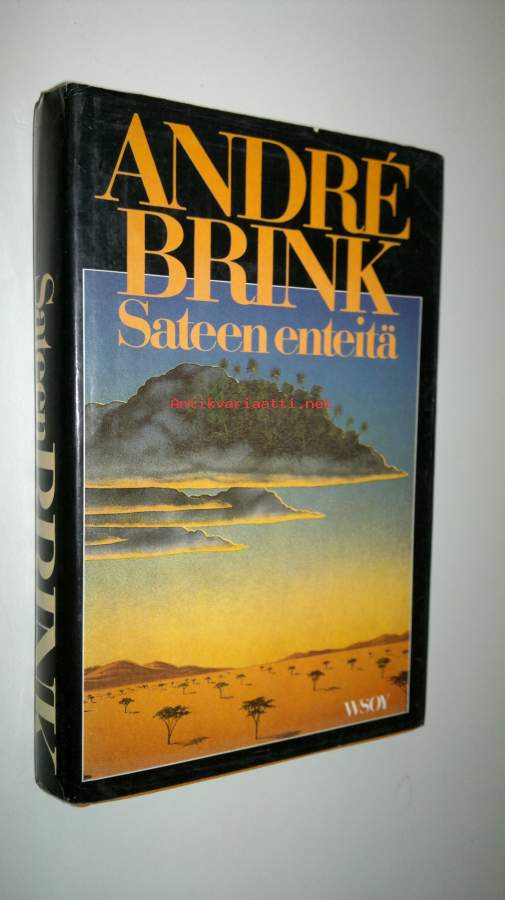 ANDRÉ
BRINK
Sateen enteitä
Antikvariaatti.net
WSOY
Sateen
BRINK